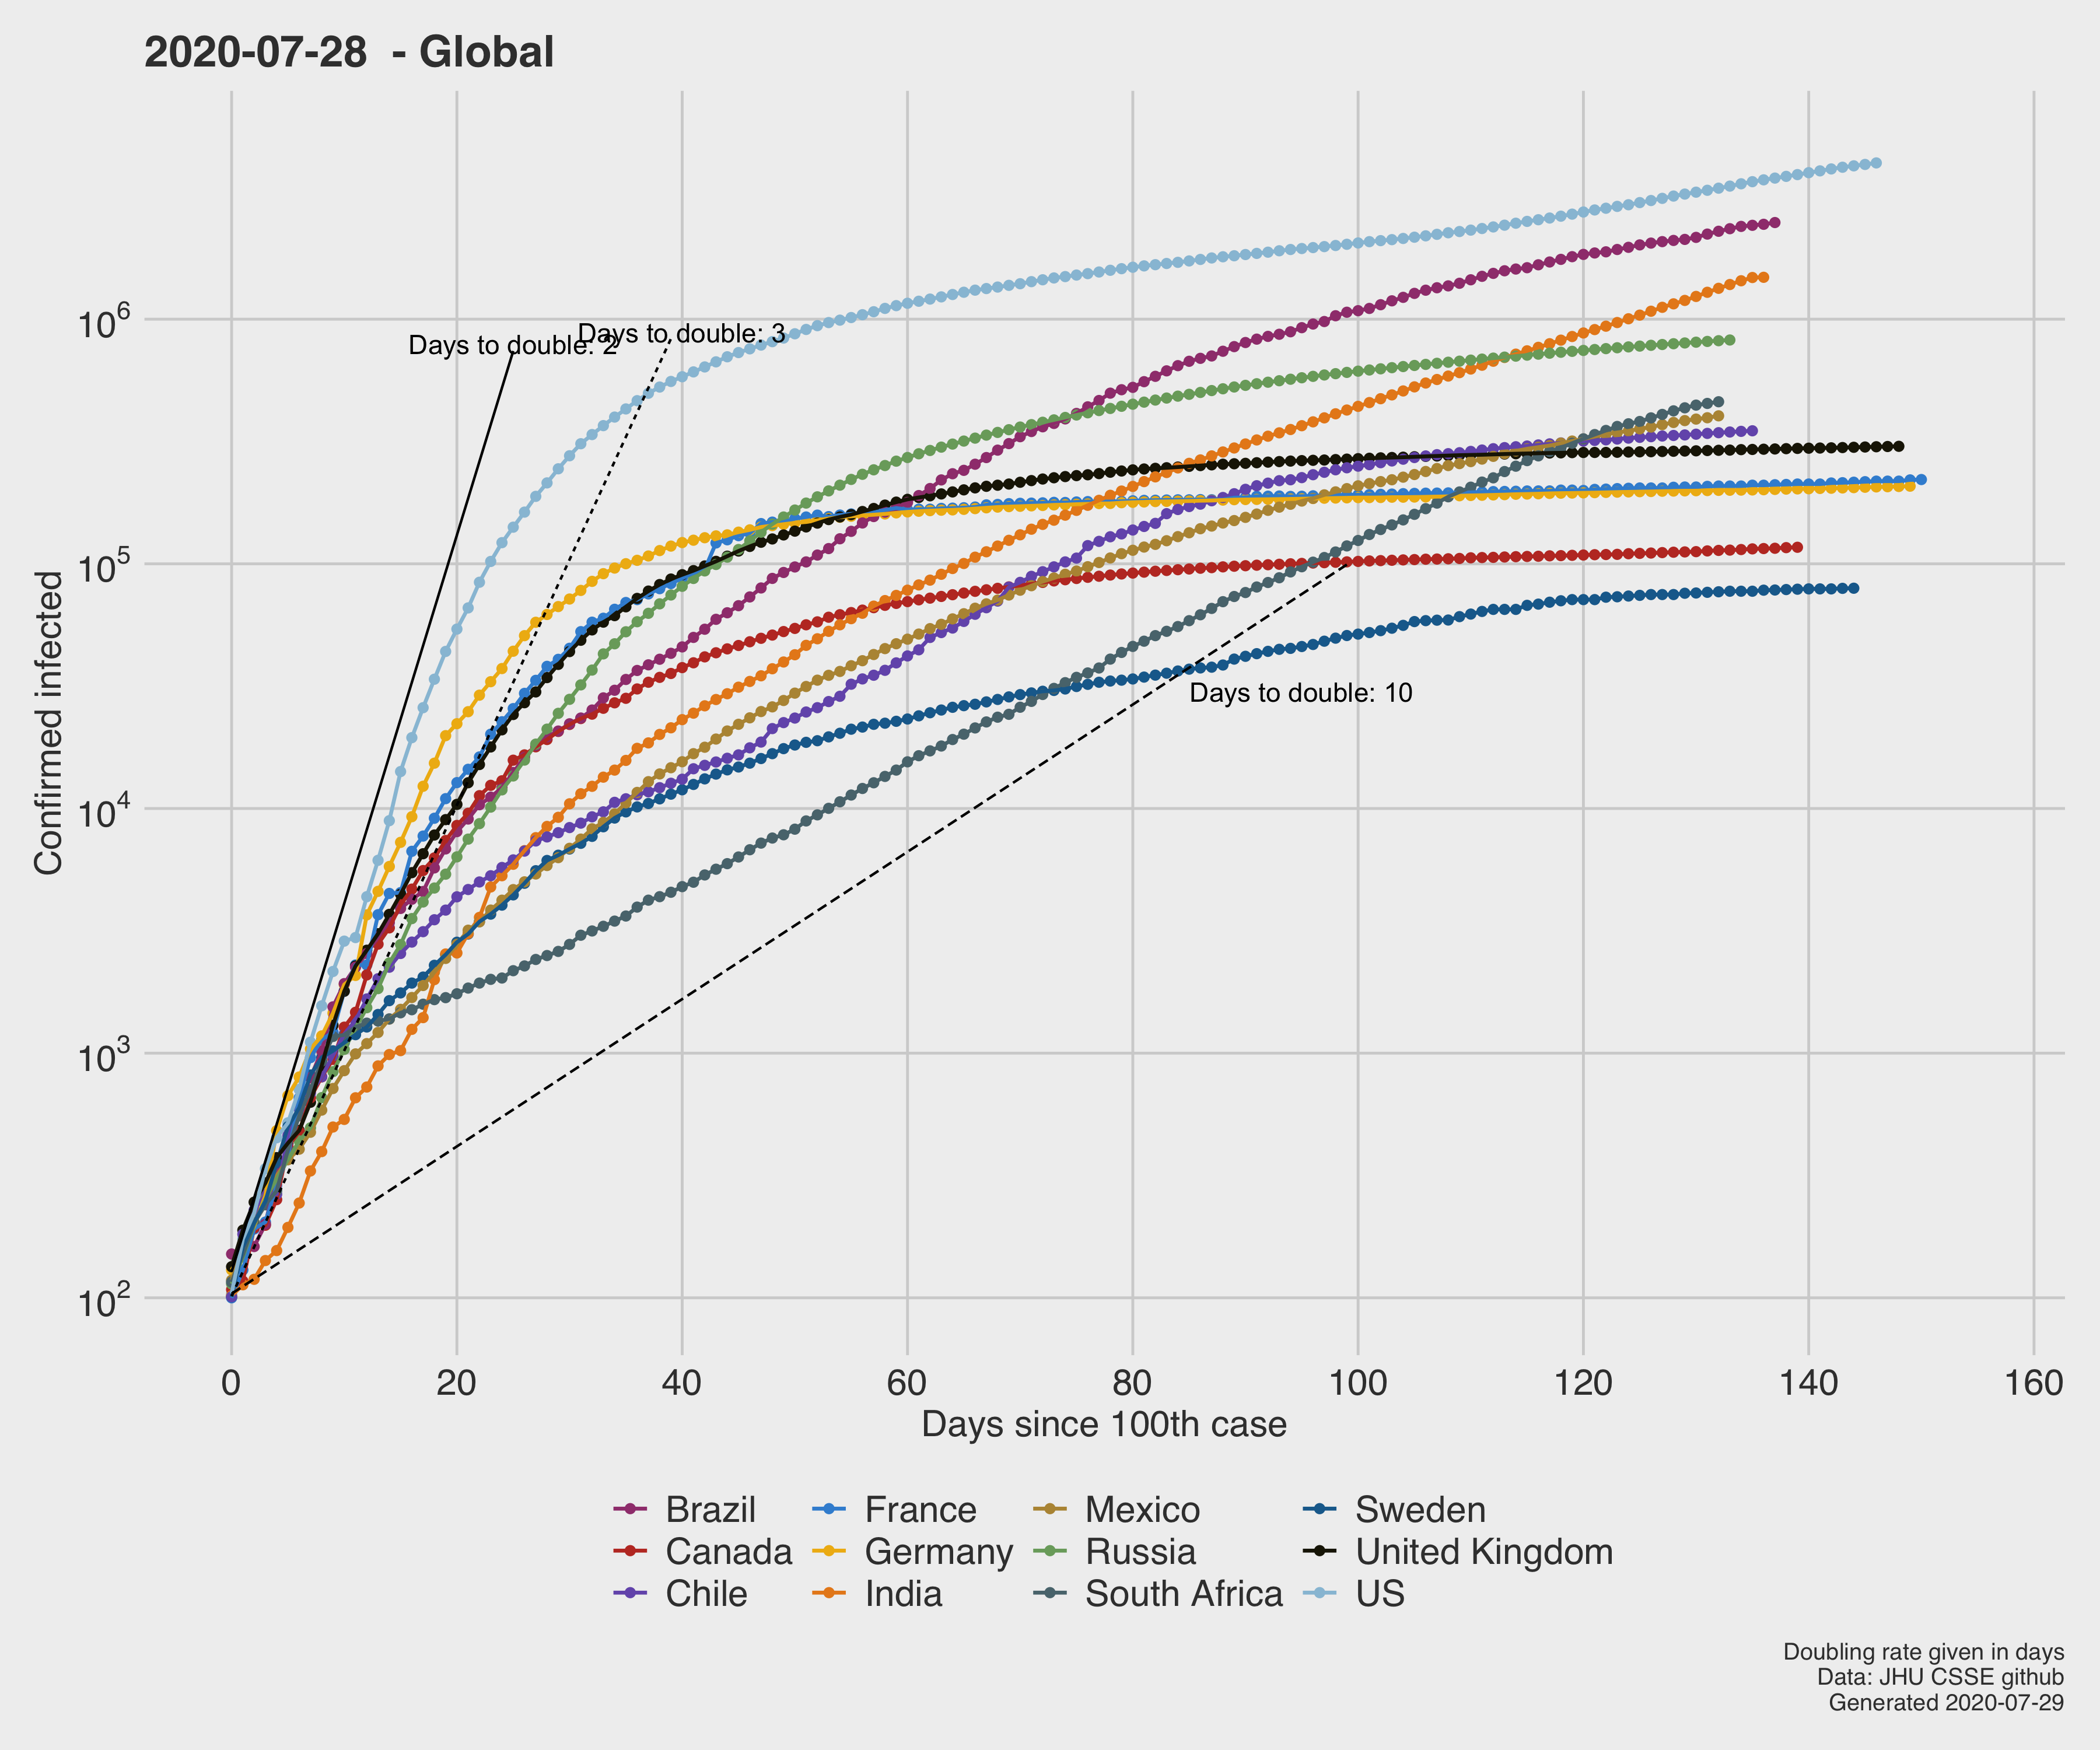 2020-07-28  - Global
Confirmed infected
10^6
10^5
10^4
10^3
10^2
Days to double: 2
Days to double: 3
Days to double: 10
0 20 40 60 80 100 120 140 160
Days since 100th case
Brazil France Mexico Sweden
Canada Germany Russia United Kingdom
Chile India South Africa US
Doubling rate given in days
Data: JHU CSSE github
Generated 2020-07-29